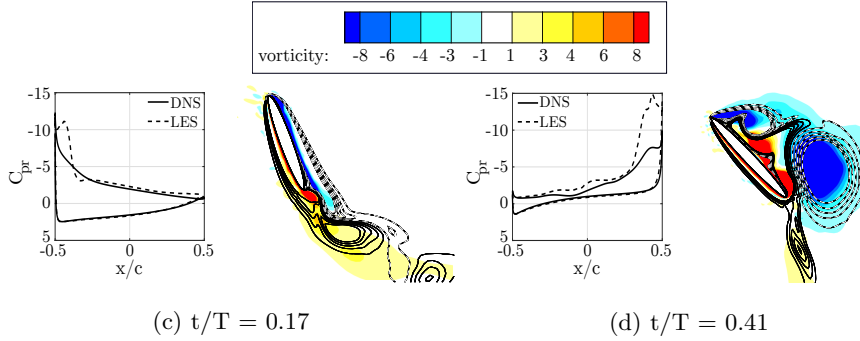 vorticity: -8 -6 -4 -3 -1 1 3 4 6 8
-15
-10
-5
0
5
C_pr
DNS
LES
-0.5 0 0.5
x/c
(c) t/T = 0.17
-15
-10
-5
0
5
C_pr
DNS
LES
-0.5 0 0.5
x/c
(d) t/T = 0.41